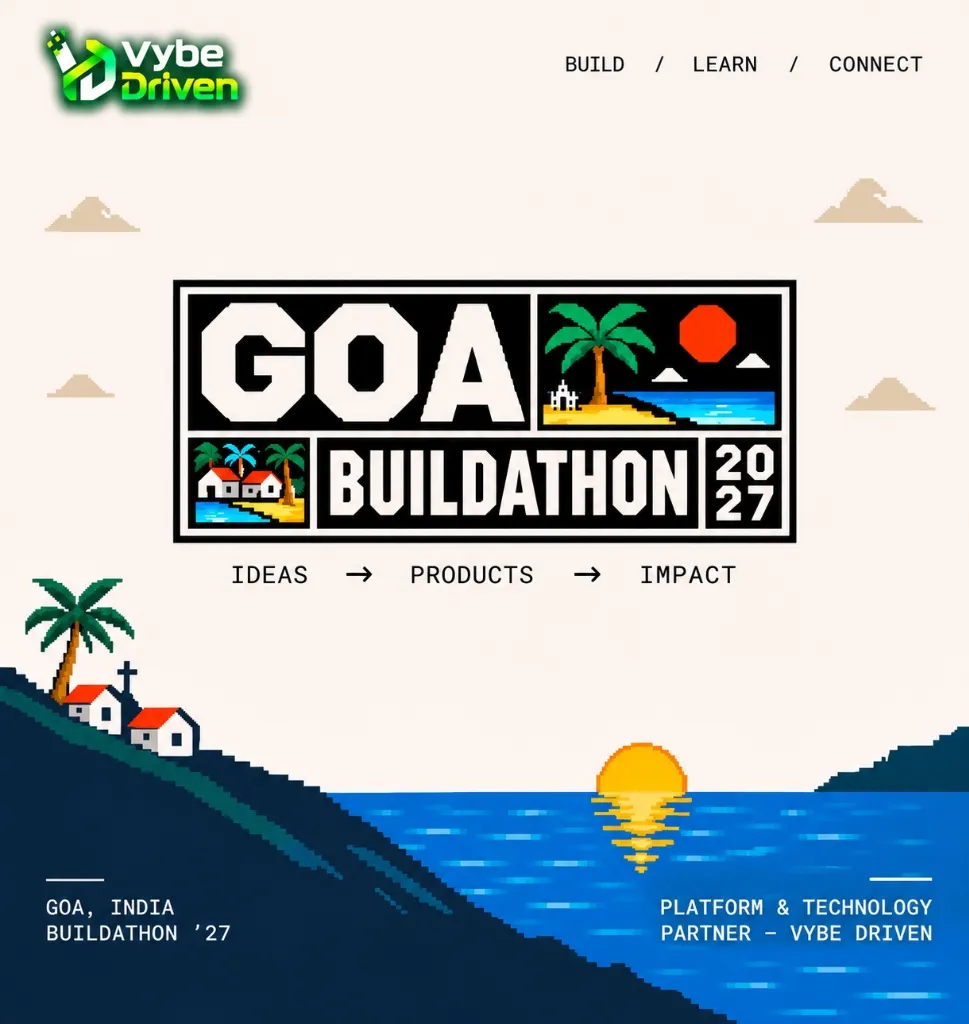 Vybe
Driven
BUILD / LEARN / CONNECT
GOA
BUILDATHON
20
27
IDEAS → PRODUCTS → IMPACT
GOA, INDIA
BUILDATHON ’27
PLATFORM & TECHNOLOGY
PARTNER – VYBE DRIVEN